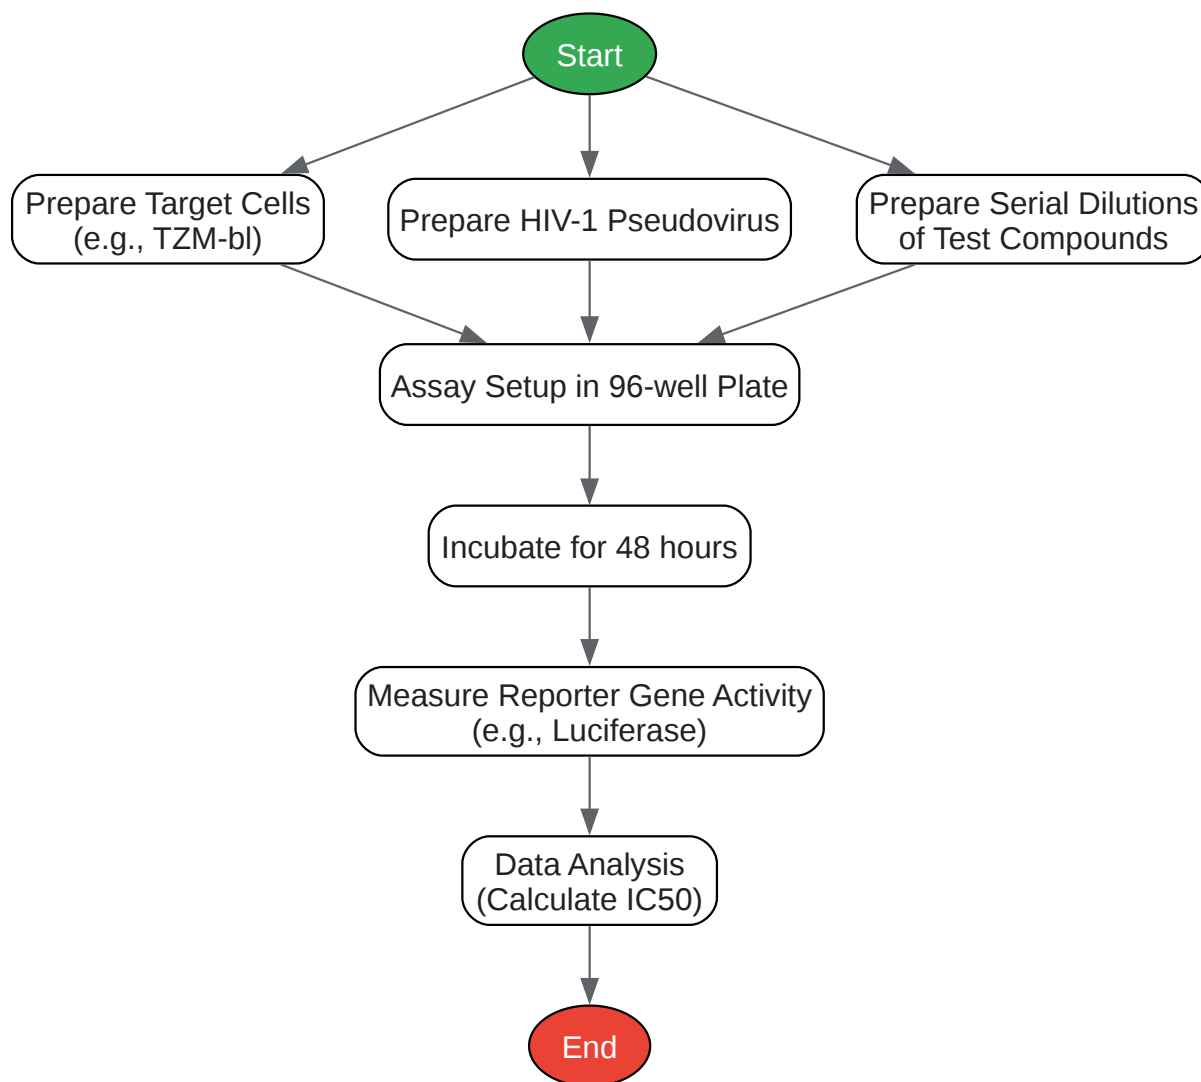 Start
Prepare Target Cells
(e.g., TZM-bl)
Prepare HIV-1 Pseudovirus
Prepare Serial Dilutions
of Test Compounds
Assay Setup in 96-well Plate
Incubate for 48 hours
Measure Reporter Gene Activity
(e.g., Luciferase)
Data Analysis
(Calculate IC50)
End